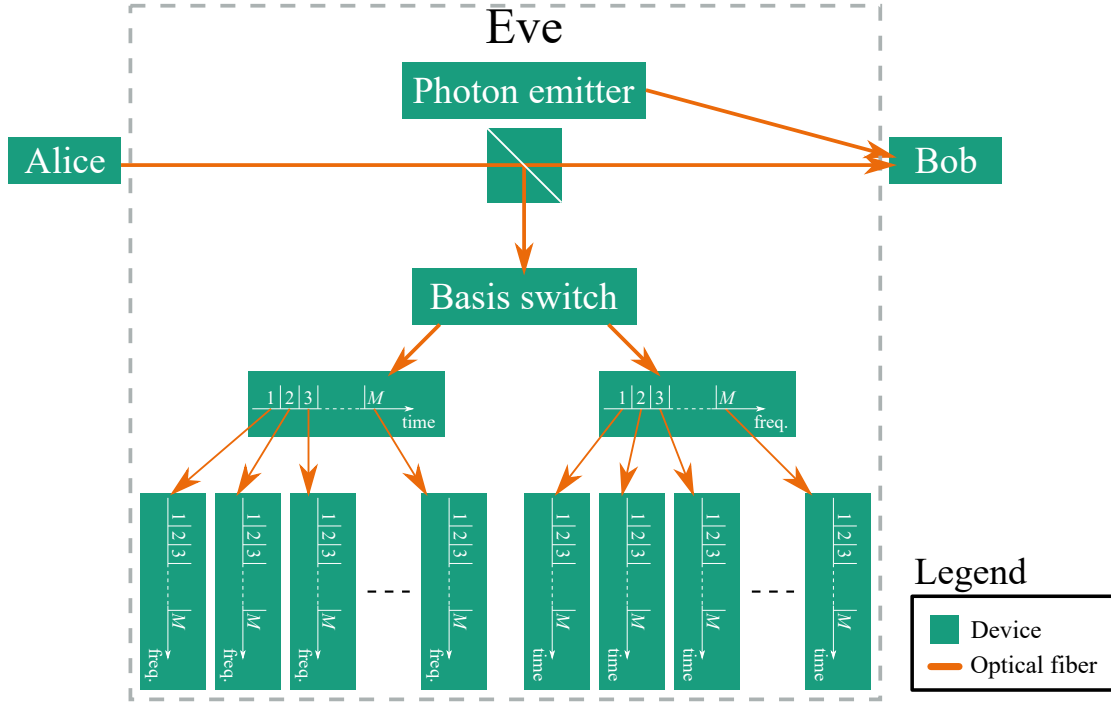 Eve
Photon emitter
Alice
Bob
Basis switch
1 2 3 M
time
1 2 3 M
freq.
1 2 3 M freq.
1 2 3 M freq.
1 2 3 M freq.
1 2 3 M freq.
1 2 3 M time
1 2 3 M time
1 2 3 M time
1 2 3 M time
Legend
Device
Optical fiber